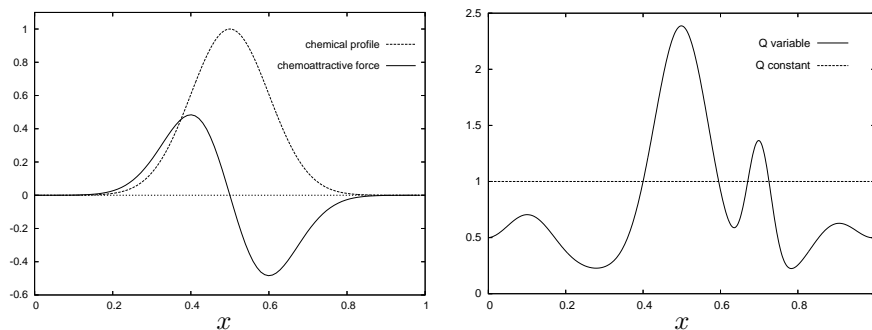 1
0.8
0.6
0.4
0.2
0
-0.2
-0.4
-0.6
0 0.2 0.4 0.6 0.8 1
x
chemical profile
chemoattractive force
2.5
2
1.5
1
0.5
0
0 0.2 0.4 0.6 0.8
x
Q variable
Q constant